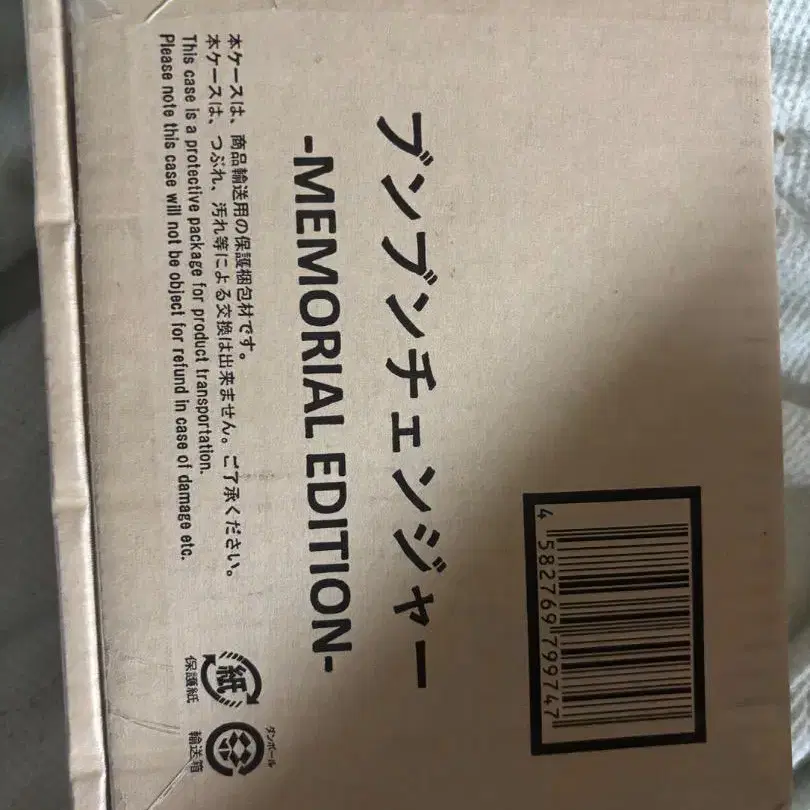 ブンブンチェンジャー
-MEMORIAL EDITION-
本ケースは、商品輸送用の保護梱包材です。
本ケースは、つぶれ、汚れ等による交換は出来ません。ご了承ください。
This case is a protective package for product transportation.
Please note this case will not be object for refund in case of damage etc.
紙
保護紙
ダンボール
輸送箱
4 582769 799747